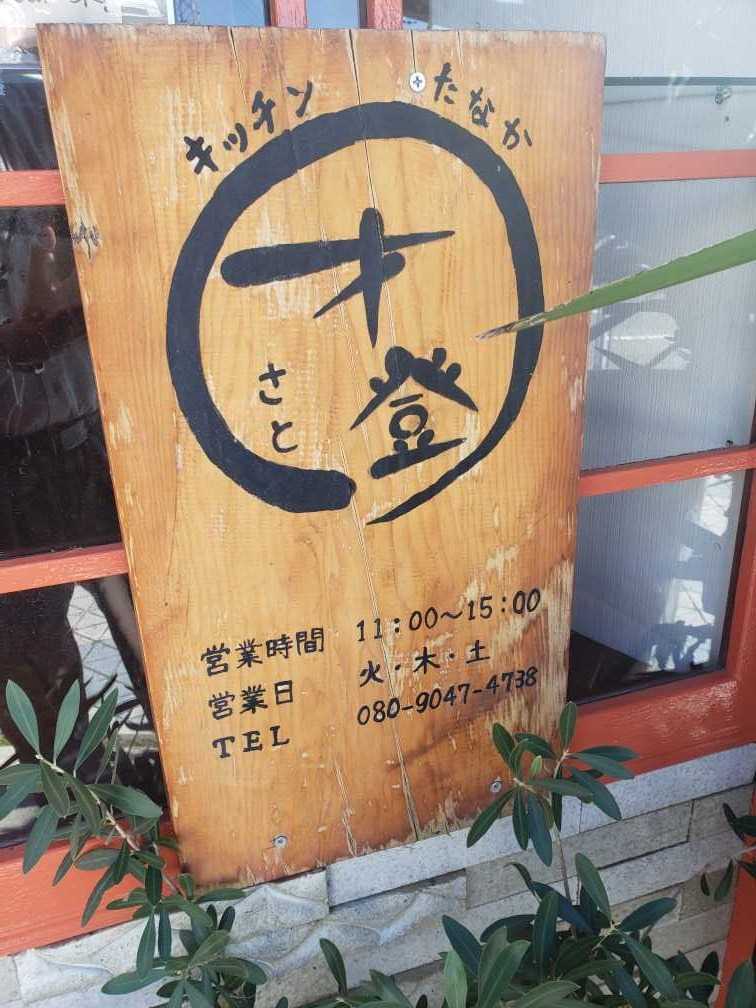 キッチン たなか
才登
さと
営業時間 11:00〜15:00
営業日 火・木・土
TEL 080-9047-4738